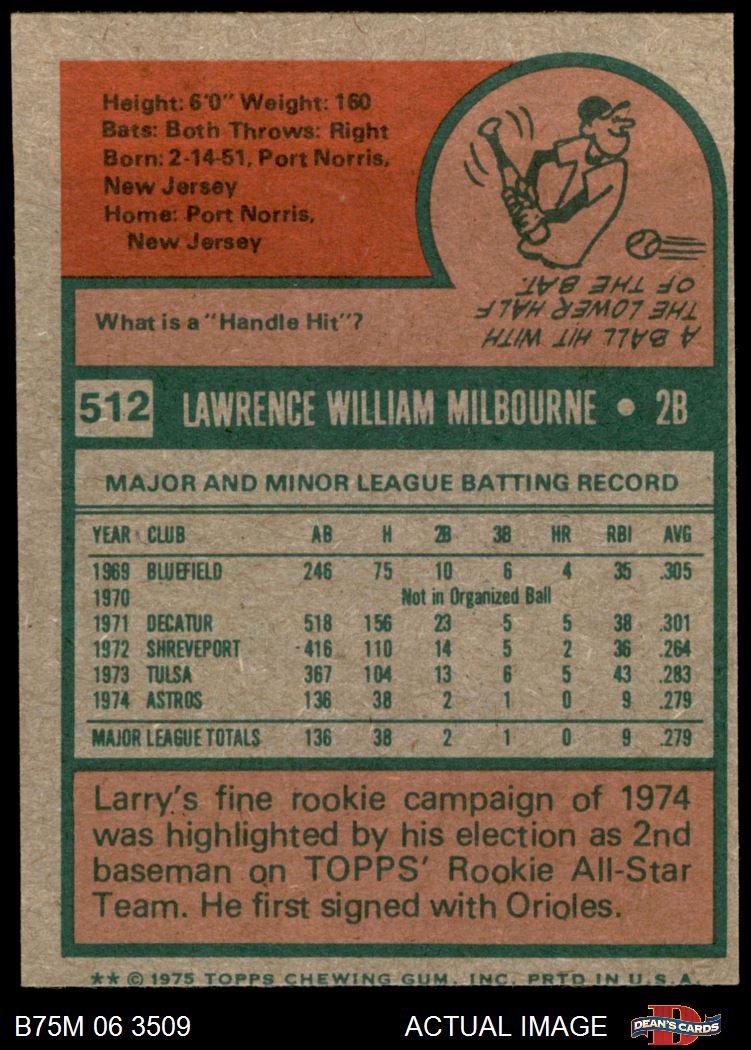 Height: 6'0" Weight: 160
Bats: Both Throws: Right
Born: 2-14-51, Port Norris,
New Jersey
Home: Port Norris,
New Jersey
What is a "Handle Hit"?
A BALL HIT WITH
THE LOWER HALF
OF THE BAT.
512 LAWRENCE WILLIAM MILBOURNE • 2B
MAJOR AND MINOR LEAGUE BATTING RECORD
YEAR CLUB AB H 2B 3B HR RBI AVG
1969 BLUEFIELD 246 75 10 6 4 35 .305
1970 Not in Organized Ball
1971 DECATUR 518 156 23 5 5 38 .301
1972 SHREVEPORT 416 110 14 5 2 36 .264
1973 TULSA 367 104 13 6 5 43 .283
1974 ASTROS 136 38 2 1 0 9 .279
MAJOR LEAGUE TOTALS 136 38 2 1 0 9 .279
Larry's fine rookie campaign of 1974
was highlighted by his election as 2nd
baseman on TOPPS' Rookie All-Star
Team. He first signed with Orioles.
** © 1975 TOPPS CHEWING GUM, INC. PRTD IN U.S.A.
B75M 06 3509 ACTUAL IMAGE D DEAN'S CARDS